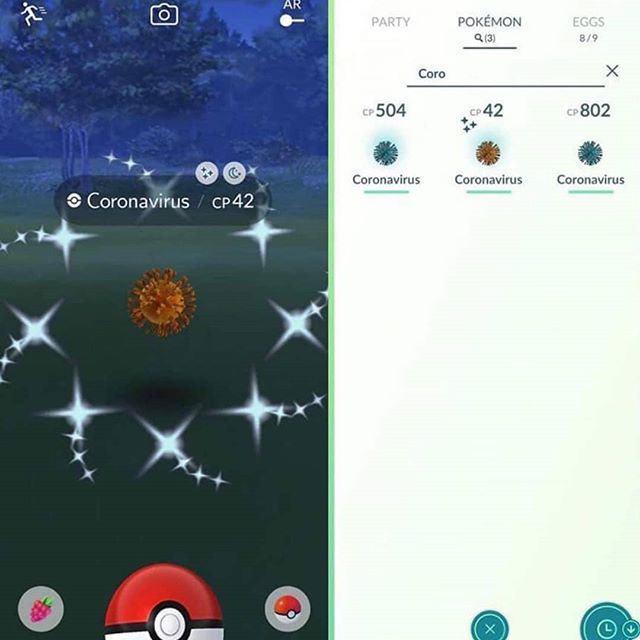 AR
Coronavirus / CP42
PARTY
POKÉMON
EGGS
(3)
8/9
Coro
CP504
CP42
CP802
Coronavirus
Coronavirus
Coronavirus